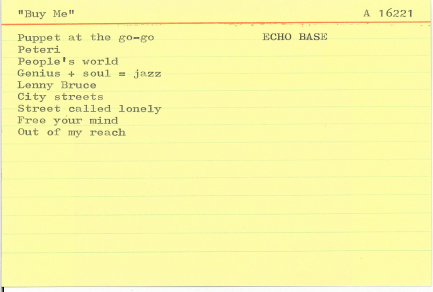 "Buy Me" A 16221
Puppet at the go-go ECHO BASE
Peteri
People's world
Genius + soul = jazz
Lenny Bruce
City streets
Street called lonely
Free your mind
Out of my reach